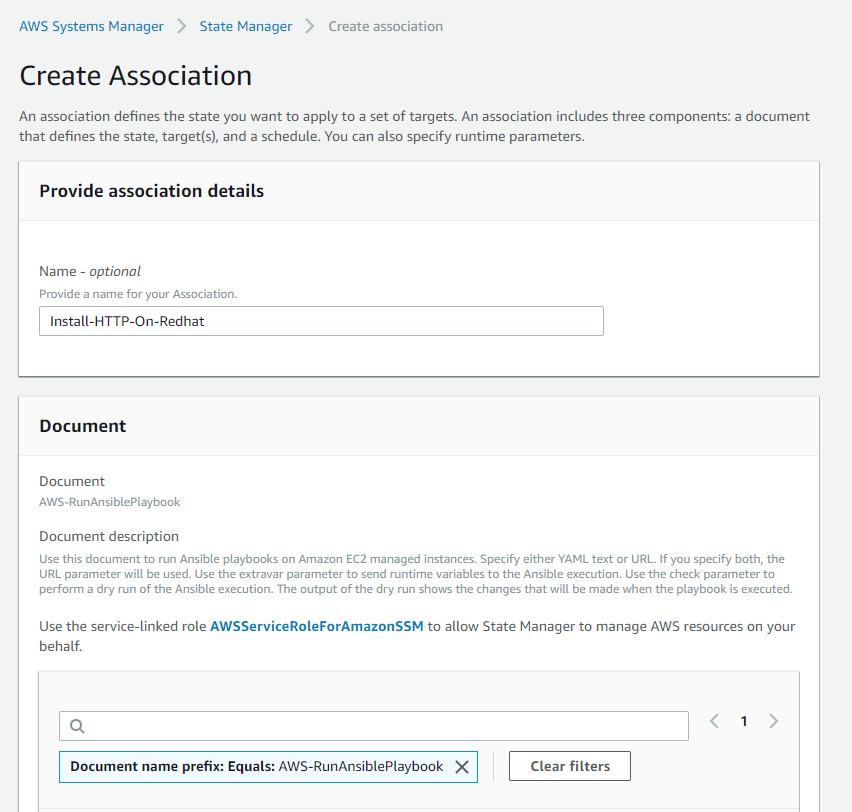 AWS Systems Manager > State Manager > Create association
Create Association
An association defines the state you want to apply to a set of targets. An association includes three components: a document
that defines the state, target(s), and a schedule. You can also specify runtime parameters.
Provide association details
Name - optional
Provide a name for your Association.
Install-HTTP-On-Redhat
Document
Document
AWS-RunAnsiblePlaybook
Document description
Use this document to run Ansible playbooks on Amazon EC2 managed instances. Specify either YAML text or URL. If you specify both, the
URL parameter will be used. Use the extravar parameter to send runtime variables to the Ansible execution. Use the check parameter to
perform a dry run of the Ansible execution. The output of the dry run shows the changes that will be made when the playbook is executed.
Use the service-linked role AWSServiceRoleForAmazonSSM to allow State Manager to manage AWS resources on your
behalf.
1
Document name prefix: Equals: AWS-RunAnsiblePlaybook
Clear filters